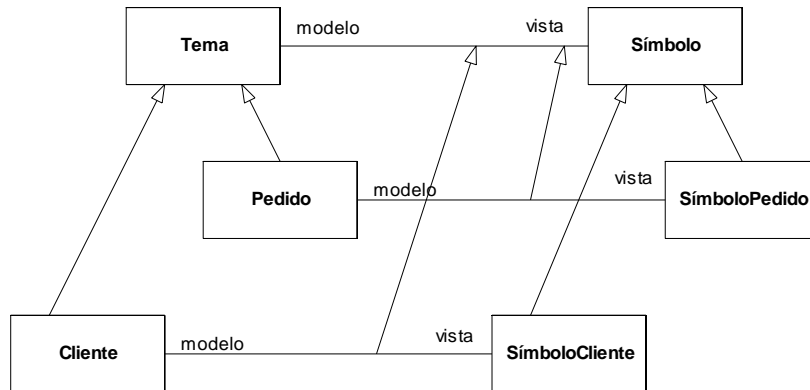 Tema
modelo
vista
Símbolo
Pedido
modelo
vista
SímboloPedido
Cliente
modelo
vista
SímboloCliente